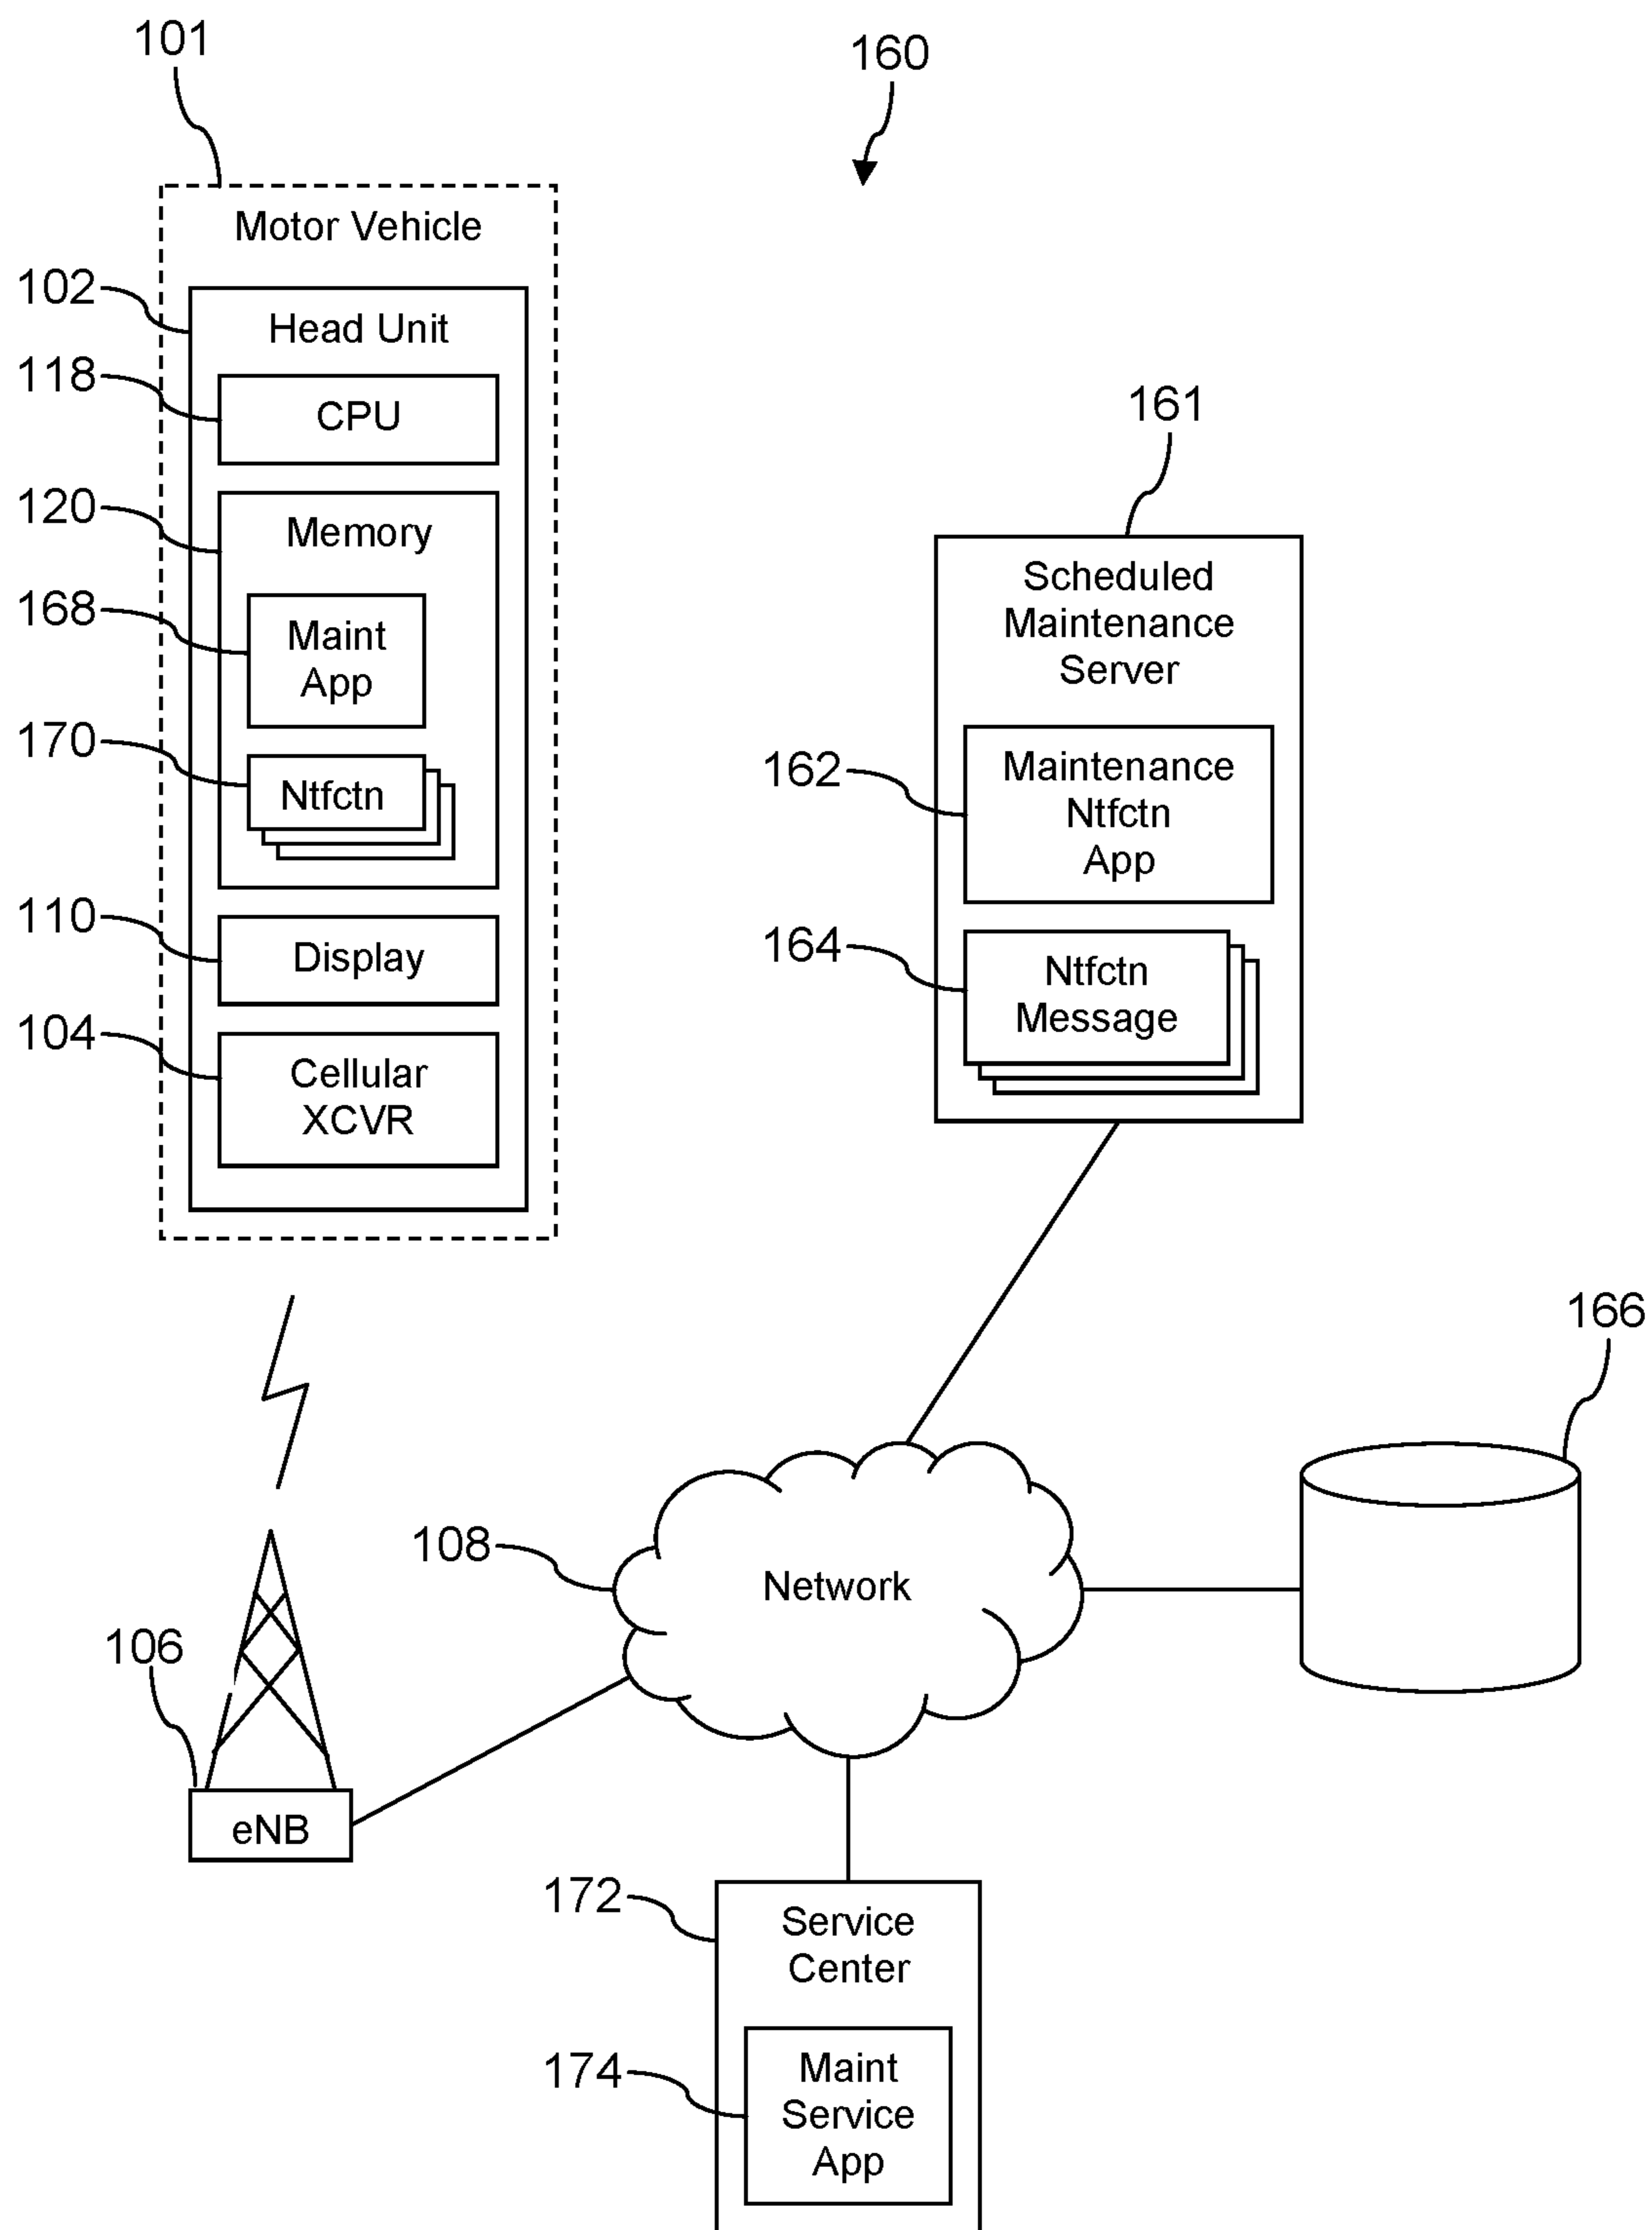 101
160
Motor Vehicle
102
Head Unit
118
CPU
161
120
Memory
Scheduled
Maintenance
Server
168
Maint
App
170
Ntfctn
162
Maintenance
Ntfctn
App
110
Display
164
Ntfctn
Message
104
Cellular
XCVR
166
108
Network
106
eNB
172
Service
Center
174
Maint
Service
App